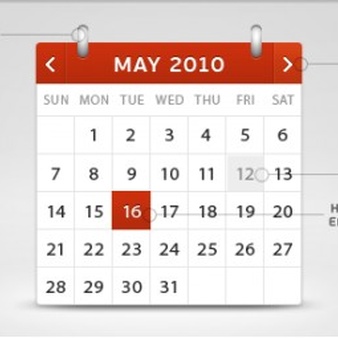 MAY 2010
SUN MON TUE WED THU FRI SAT
1 2 3 4 5 6
7 8 9 10 11 12 13
14 15 16 17 18 19 20
21 22 23 24 25 26 27
28 29 30 31
H
E